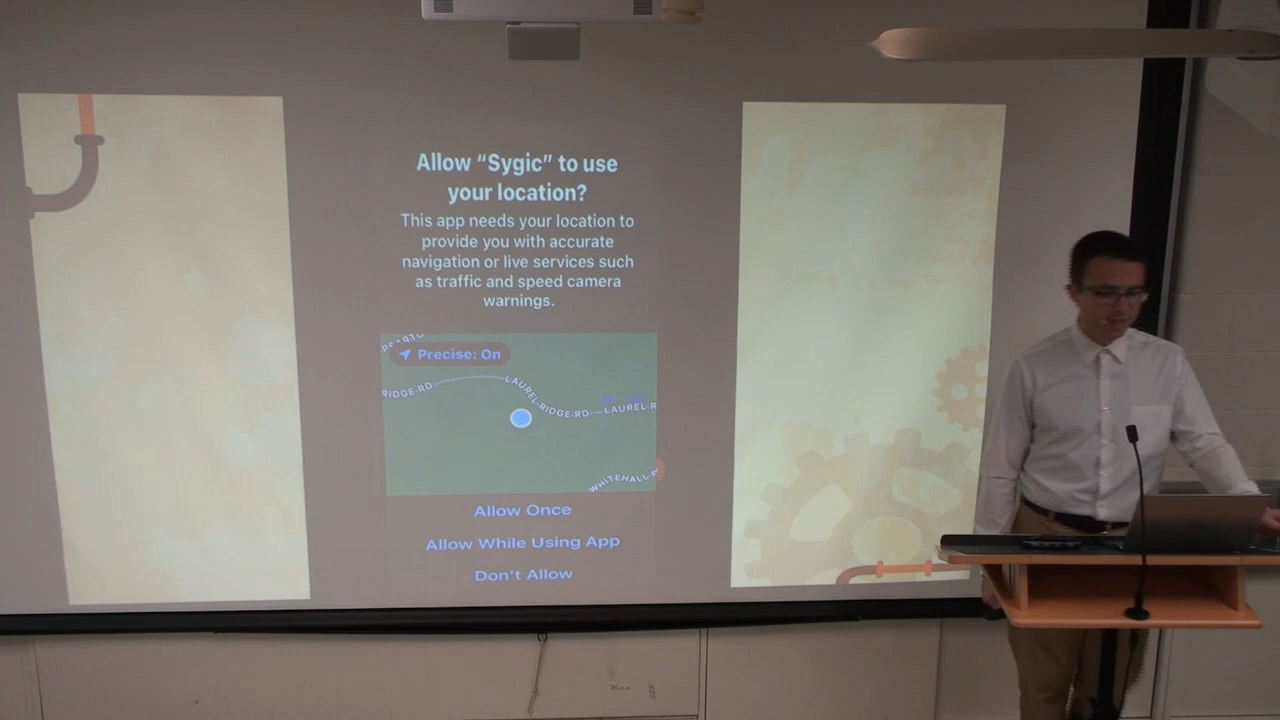 Allow “Sygic” to use
your location?
This app needs your location to
provide you with accurate
navigation or live services such
as traffic and speed camera
warnings.
Precise: On
RIDGE RD
LAUREL RIDGE RD
LAUREL R
WHITEHALL
Allow Once
Allow While Using App
Don’t Allow